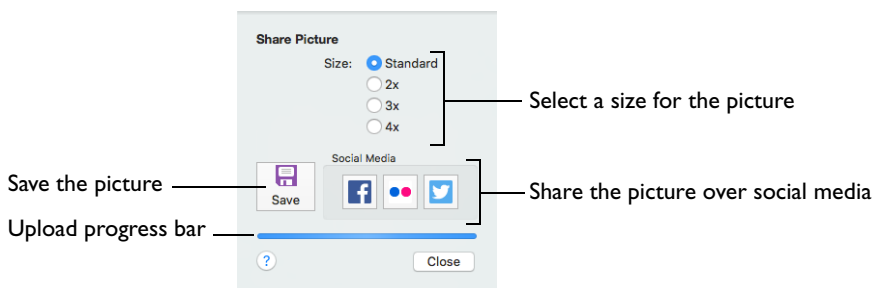 Share Picture
Size: Standard
2x
3x
4x
Select a size for the picture
Social Media
Save the picture
Save
f
Share the picture over social media
Upload progress bar
?
Close